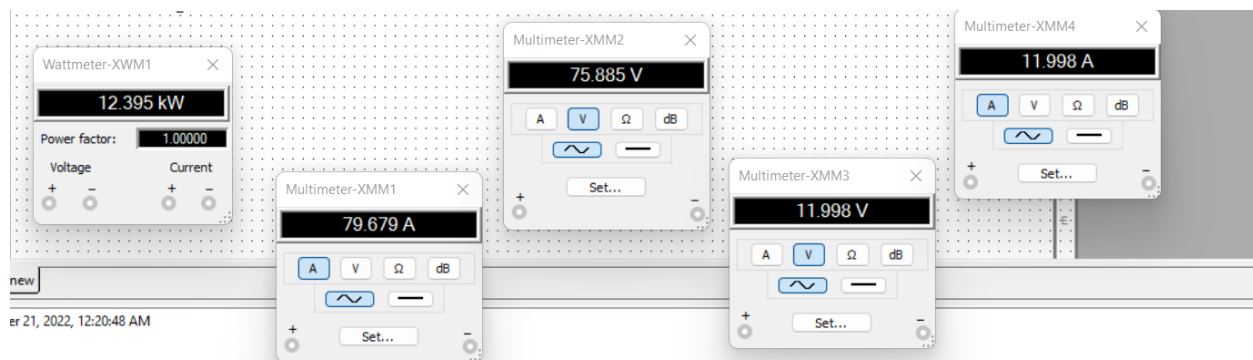 Wattmeter-XWM1
12.395 kW
Power factor: 1.00000
Voltage Current
+ − + −
Multimeter-XMM1
79.679 A
A V Ω dB
Set...
+ −
Multimeter-XMM2
75.885 V
A V Ω dB
Set...
+ −
Multimeter-XMM3
11.998 V
A V Ω dB
Set...
+ −
Multimeter-XMM4
11.998 A
A V Ω dB
Set...
+ −
new
er 21, 2022, 12:20:48 AM